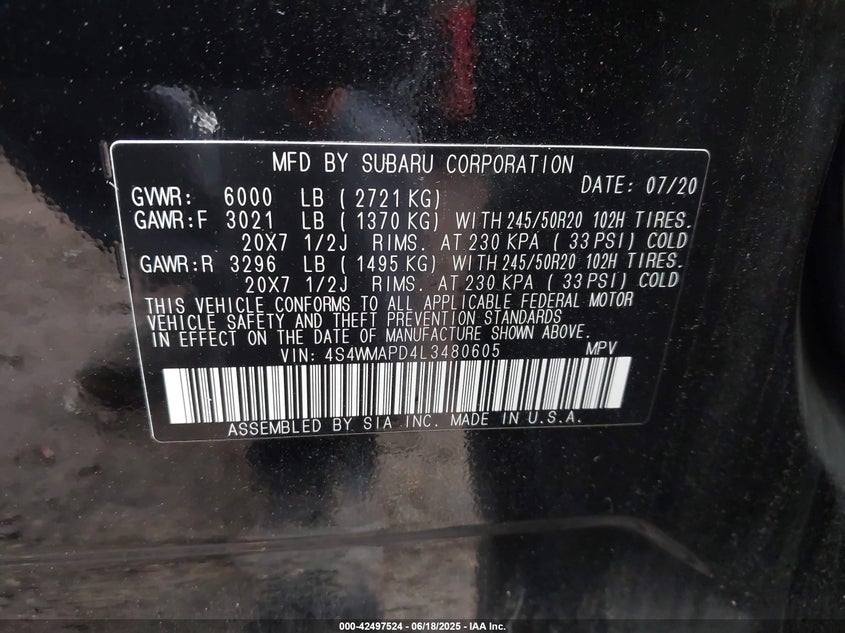 MFD BY SUBARU CORPORATION
DATE: 07/20
GVWR: 6000 LB ( 2721 KG)
GAWR:F 3021 LB ( 1370 KG) WITH 245/50R20 102H TIRES.
20X7 1/2J RIMS. AT 230 KPA ( 33 PSI) COLD
GAWR:R 3296 LB ( 1495 KG) WITH 245/50R20 102H TIRES.
20X7 1/2J RIMS. AT 230 KPA ( 33 PSI) COLD
THIS VEHICLE CONFORMS TO ALL APPLICABLE FEDERAL MOTOR
VEHICLE SAFETY AND THEFT PREVENTION STANDARDS
IN EFFECT ON THE DATE OF MANUFACTURE SHOWN ABOVE.
VIN: 4S4WMAPD4L3480605 MPV
ASSEMBLED BY SIA INC. MADE IN U.S.A.
000-42497524 - 06/18/2025 - IAA Inc.